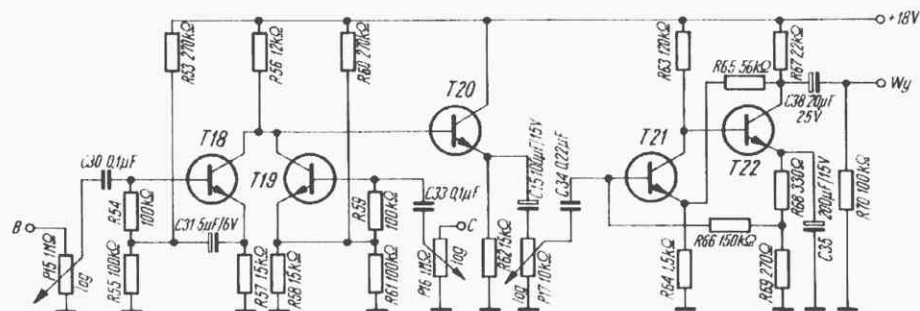 +18V
R53 270kΩ
R56 12kΩ
R60 270kΩ
T20
R63 120kΩ
R65 56kΩ
R67 22kΩ
Wy
C38 20μF
25V
T18
T19
T21
T22
C30 0,1μF
C15 100μF/15V
C34 0,22μF
R54
100kΩ
C31 5μF/6V
R59
100kΩ
C33 0,1μF
R68 330Ω
200μF/15V
C35
R70 100kΩ
B
P15 1MΩ
log
R55 100kΩ
R57 15kΩ
R58 15kΩ
R61 100kΩ
P16 1MΩ
C
log
R62 15kΩ
log
P17 10kΩ
R66 150kΩ
R64 1,5kΩ
R69 270Ω